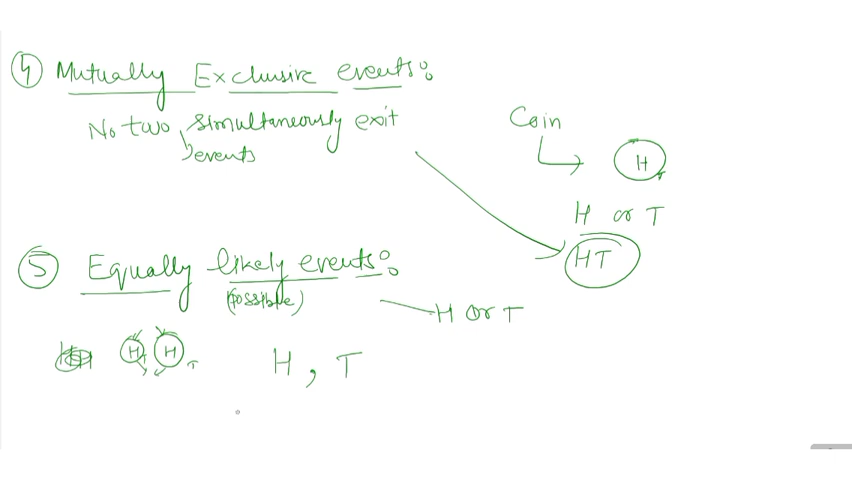 ④ Mutually Exclusive events:
No two simultaneously exit
events
Coin
H
H or T
HT
⑤ Equally likely events:
(possible)
H or T
H T H T
H, T